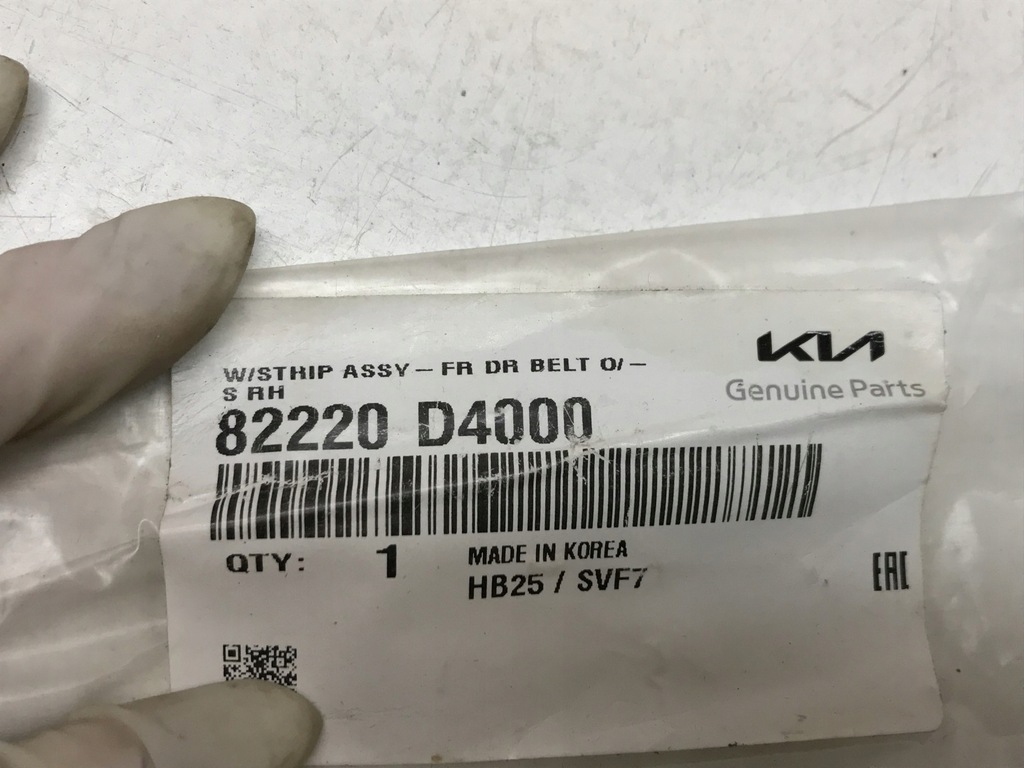 KIA
Genuine Parts
W/STRIP ASSY-FR DR BELT O/-
S RH
82220 D4000
QTY: 1
MADE IN KOREA
HB25 / SVF7
EAC